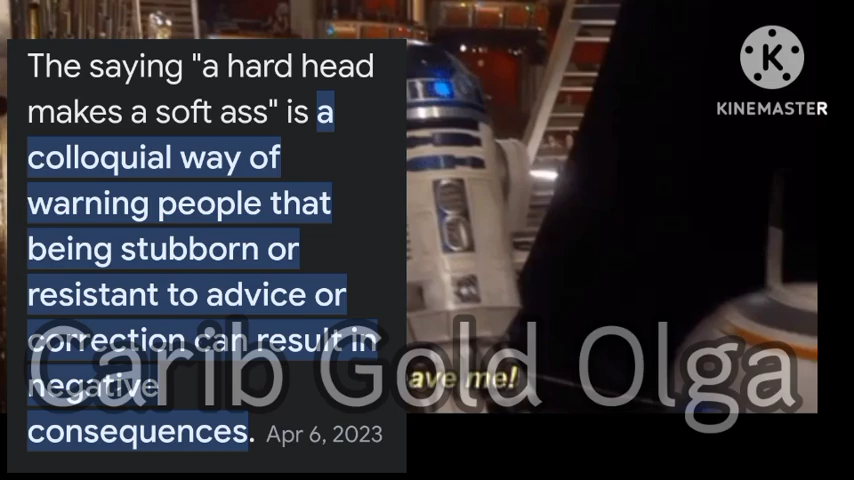 The saying "a hard head
makes a soft ass" is a
colloquial way of
warning people that
being stubborn or
resistant to advice or
correction can result in
negative
consequences. Apr 6, 2023
KINEMASTER
Carib Gold Olga
ave me!